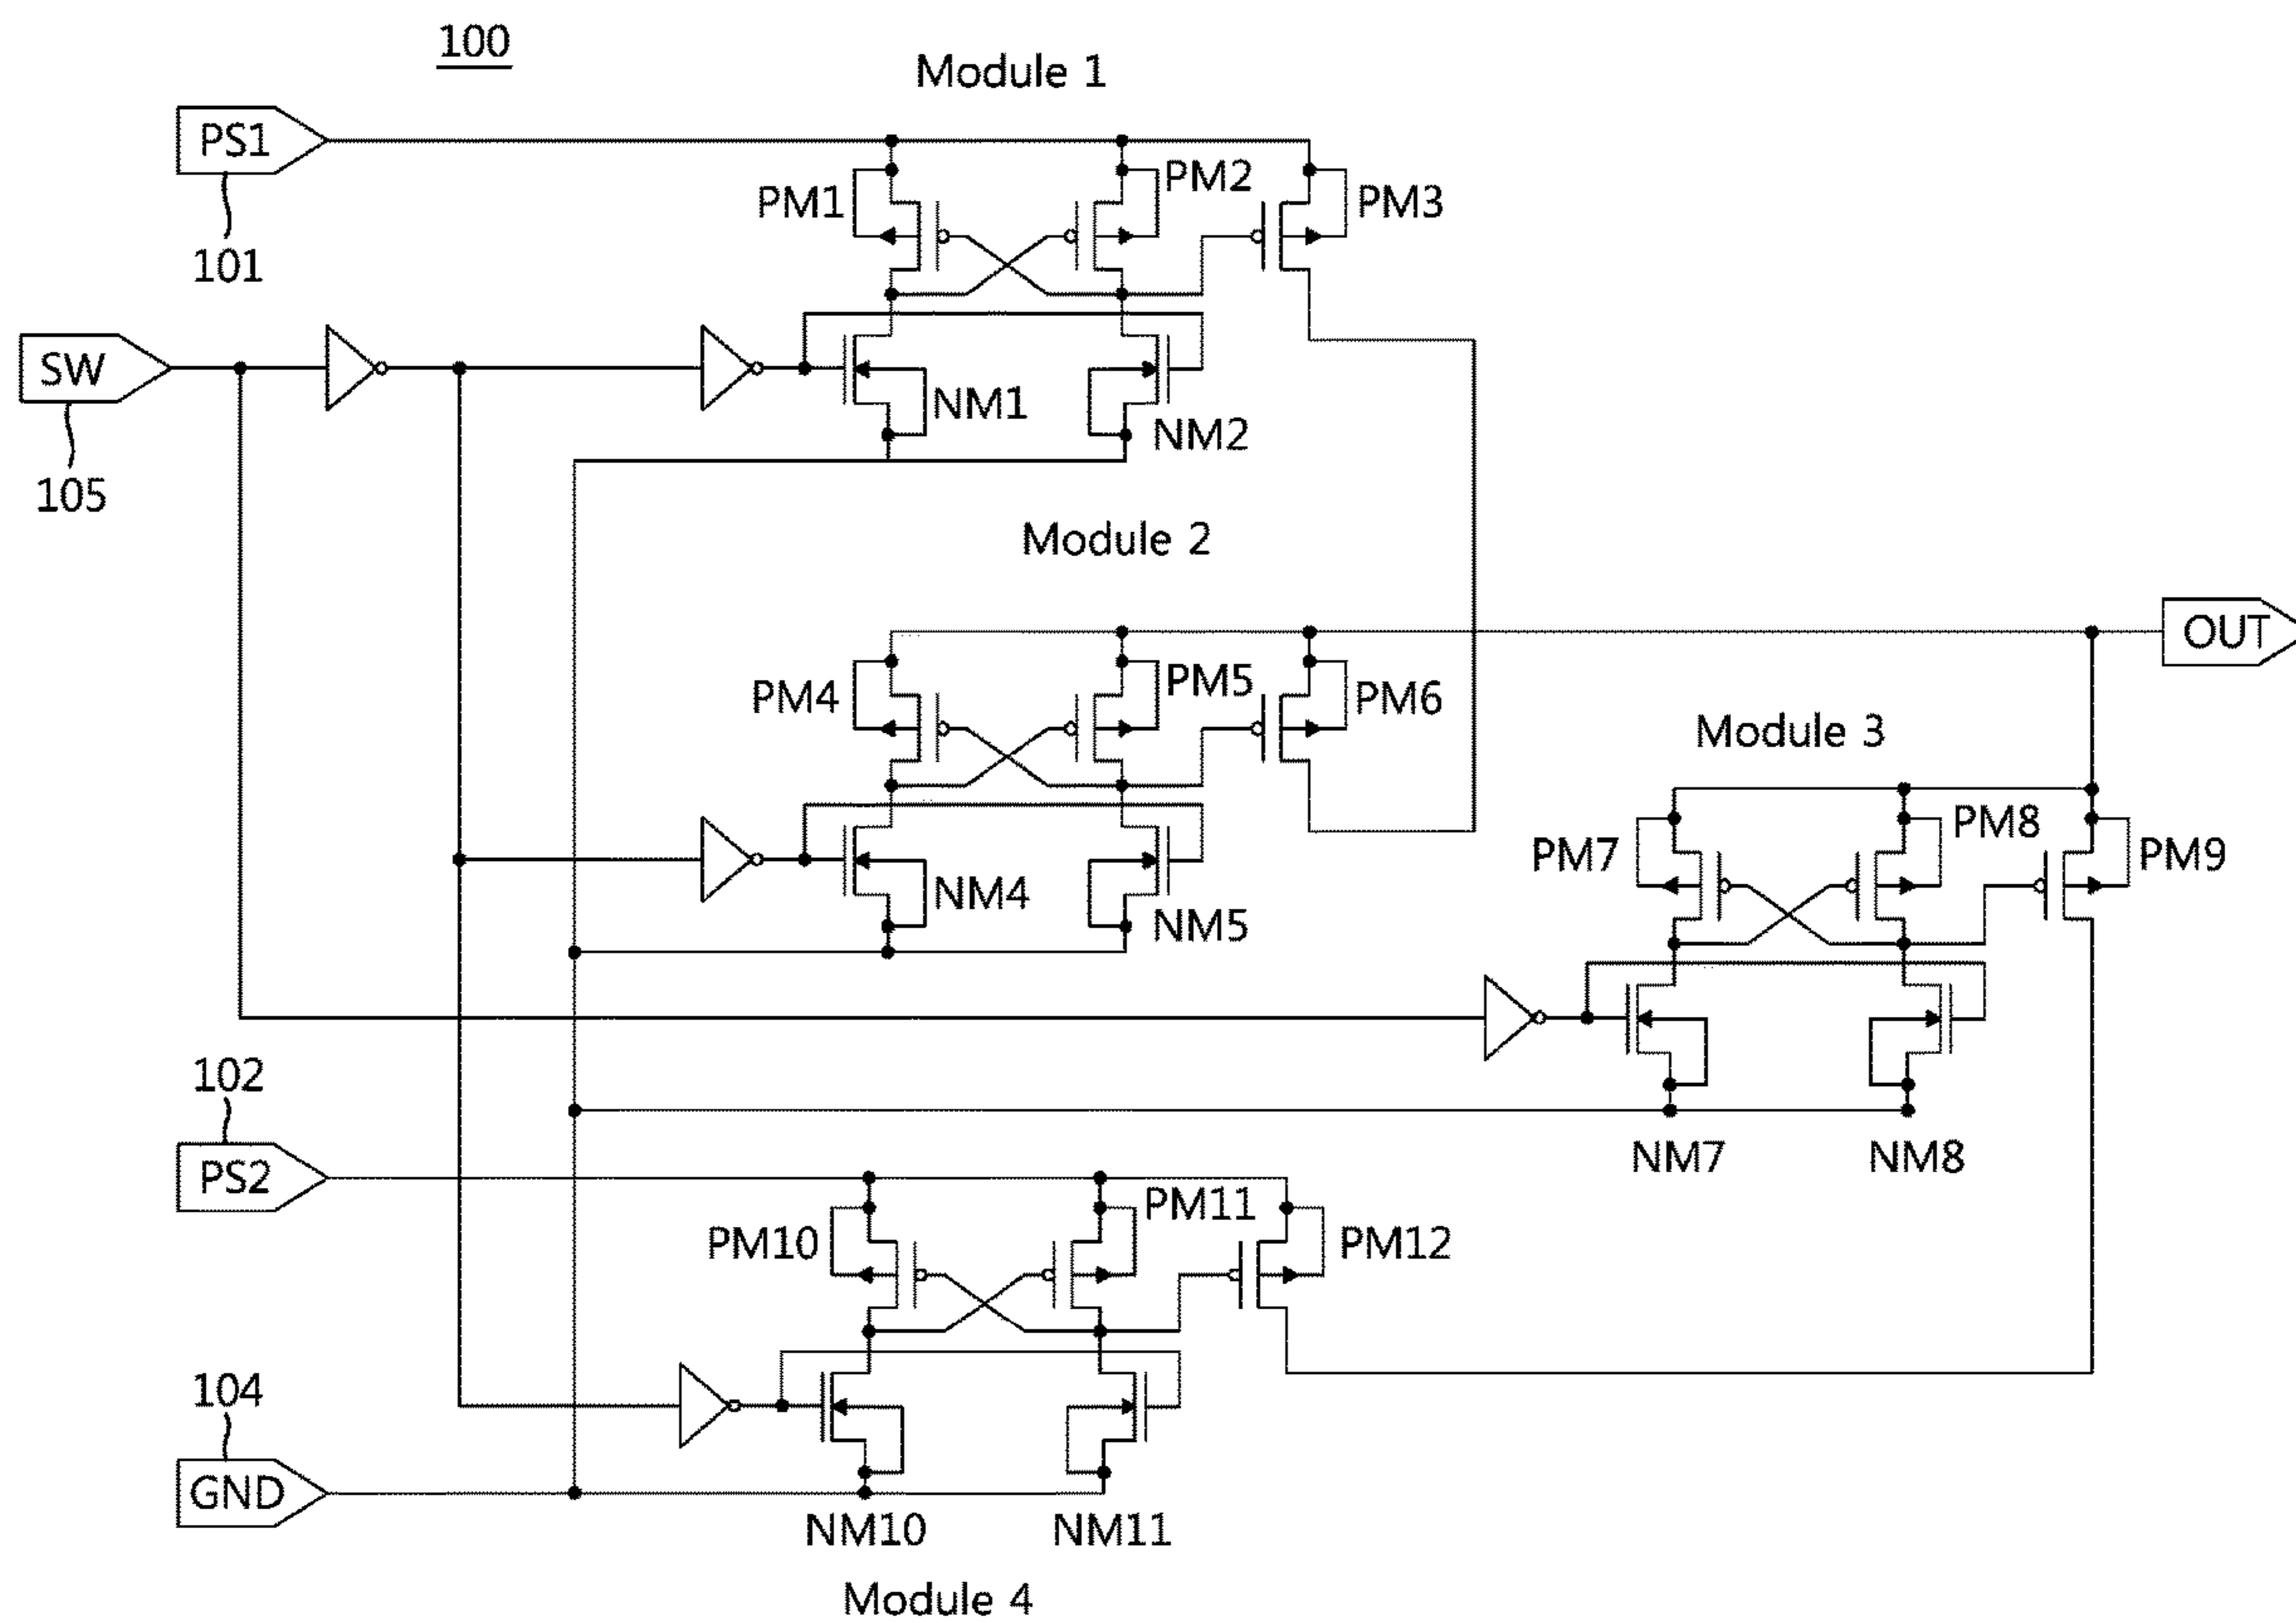 100
Module 1
PS1
PM1
PM2
PM3
101
SW
NM1
NM2
105
Module 2
OUT
PM4
PM5
PM6
Module 3
NM4
NM5
PM7
PM8
PM9
102
PS2
NM7
NM8
PM10
PM11
PM12
104
GND
NM10
NM11
Module 4